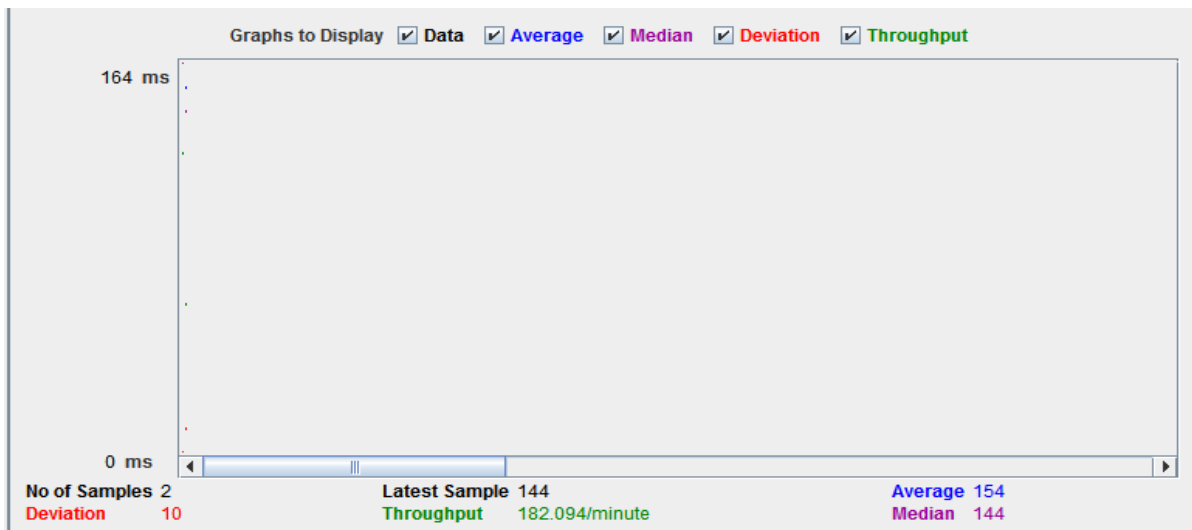 Graphs to Display Data Average Median Deviation Throughput
164 ms
0 ms
No of Samples 2 Latest Sample 144 Average 154
Deviation 10 Throughput 182.094/minute Median 144